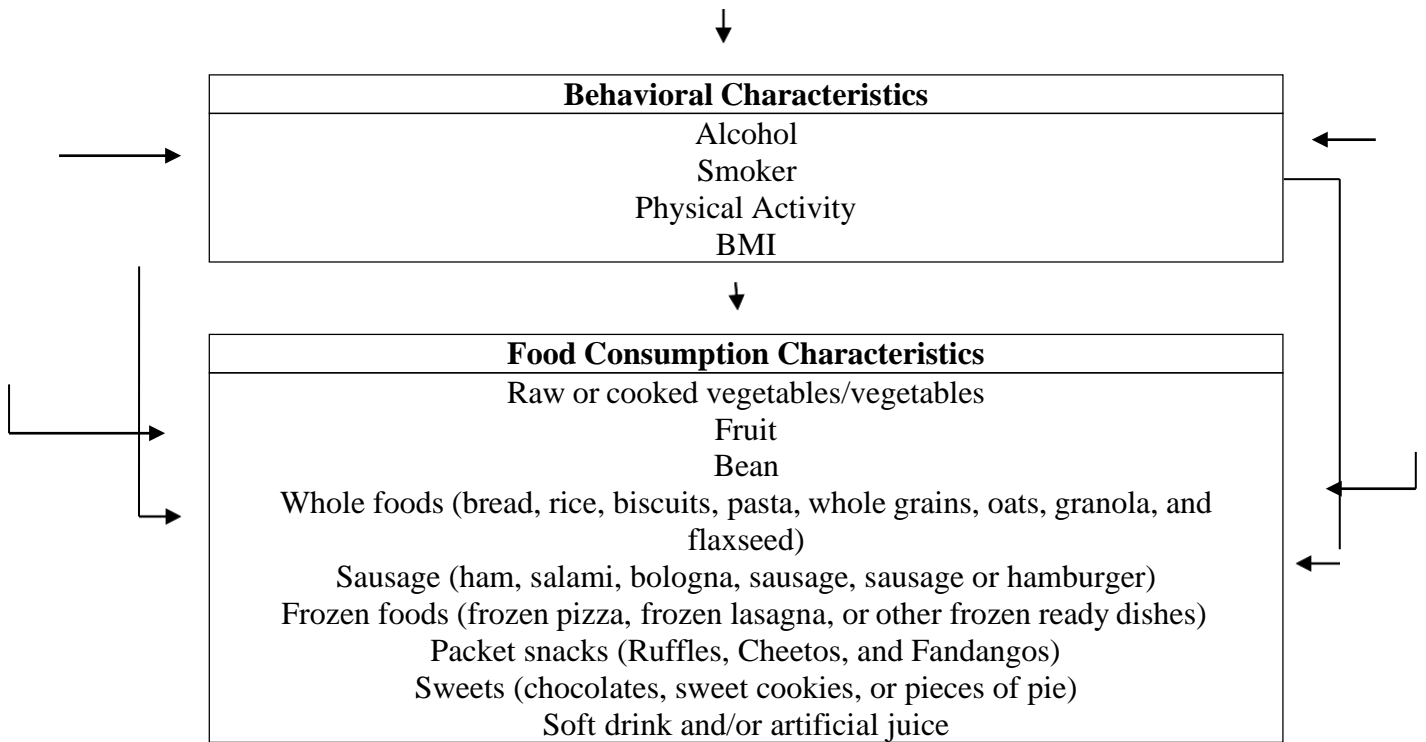 Behavioral Characteristics
Alcohol
Smoker
Physical Activity
BMI
Food Consumption Characteristics
Raw or cooked vegetables/vegetables
Fruit
Bean
Whole foods (bread, rice, biscuits, pasta, whole grains, oats, granola, and
flaxseed)
Sausage (ham, salami, bologna, sausage, sausage or hamburger)
Frozen foods (frozen pizza, frozen lasagna, or other frozen ready dishes)
Packet snacks (Ruffles, Cheetos, and Fandangos)
Sweets (chocolates, sweet cookies, or pieces of pie)
Soft drink and/or artificial juice